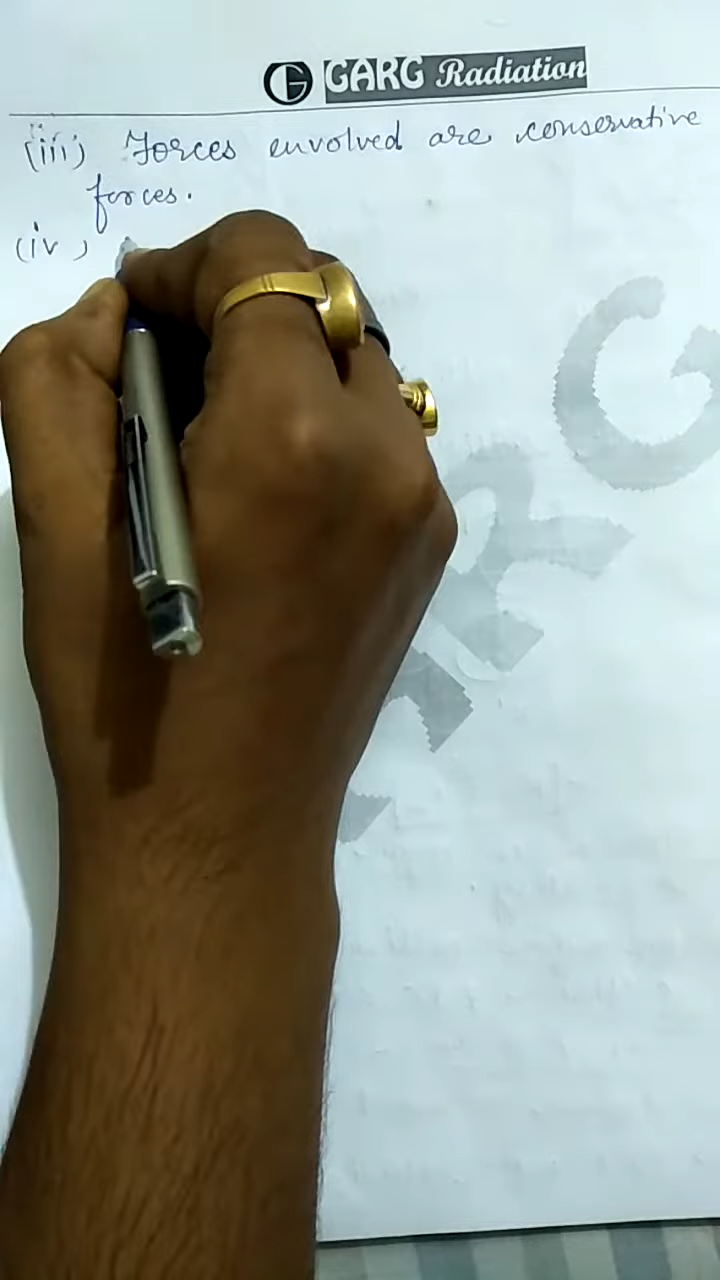 GARG Radiation
(iii) Forces envolved are conservative
forces.
(iv)